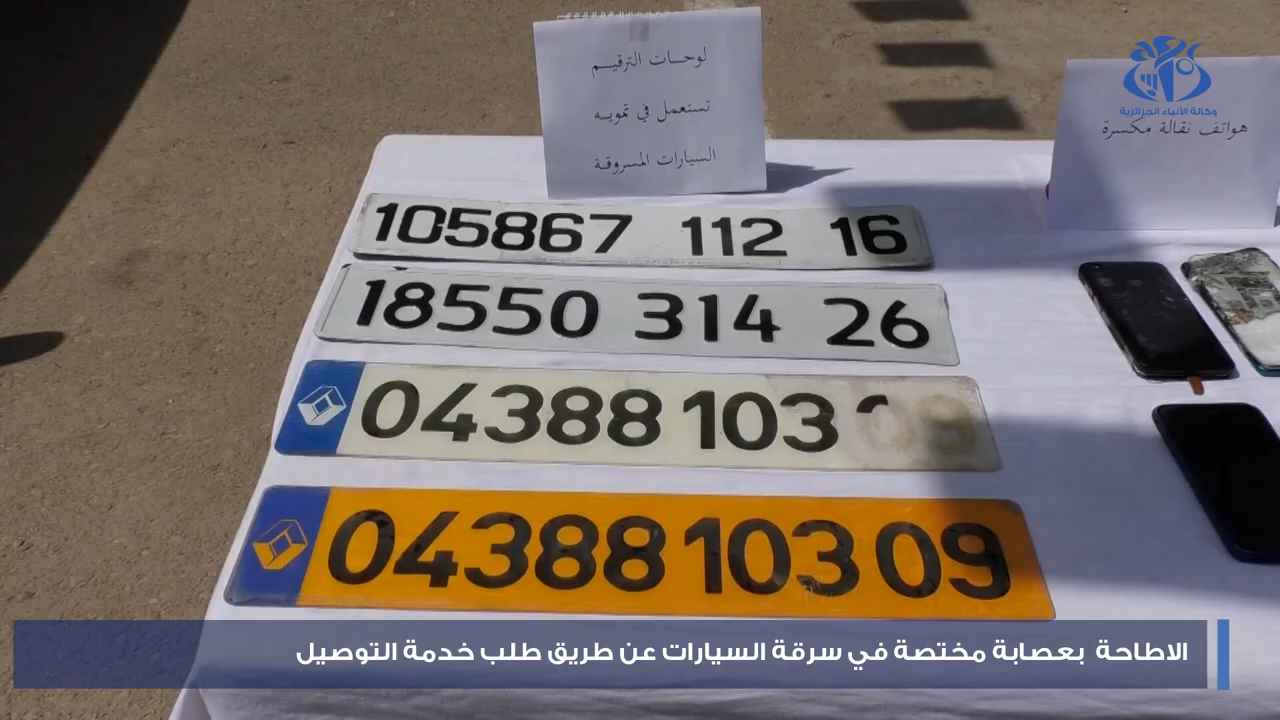 لوحات الترقيم
تستعمل في تمويه
السيارات المسروقة
وكالة الأنباء الجزائرية
هواتف نقالة مكسرة
105867 112 16
18550 314 26
04388 103 09
04388 103 09
الاطاحة بعصابة مختصة في سرقة السيارات عن طريق طلب خدمة التوصيل